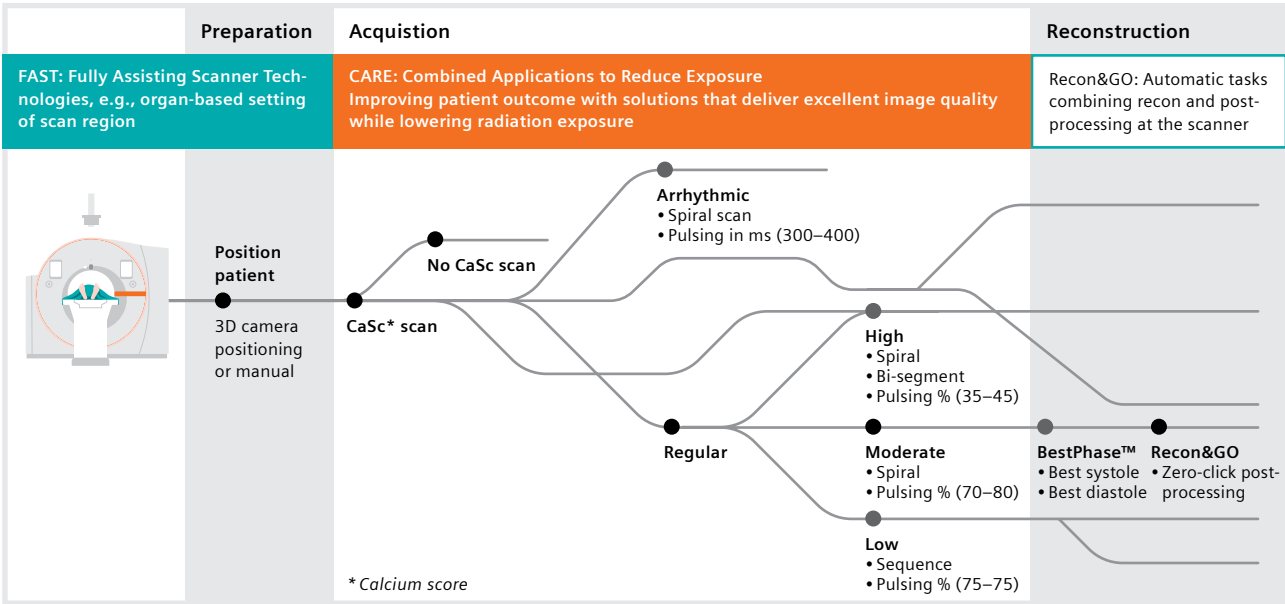 Preparation
Acquistion
Reconstruction
FAST: Fully Assisting Scanner Tech-
nologies, e.g., organ-based setting
of scan region
CARE: Combined Applications to Reduce Exposure
Improving patient outcome with solutions that deliver excellent image quality
while lowering radiation exposure
Recon&GO: Automatic tasks
combining recon and post-
processing at the scanner
Position
patient
3D camera
positioning
or manual
No CaSc scan
CaSc* scan
Arrhythmic
• Spiral scan
• Pulsing in ms (300–400)
Regular
High
• Spiral
• Bi-segment
• Pulsing % (35–45)
Moderate
• Spiral
• Pulsing % (70–80)
Low
• Sequence
• Pulsing % (75–75)
BestPhase™
• Best systole
• Best diastole
Recon&GO
• Zero-click post-
processing
* Calcium score